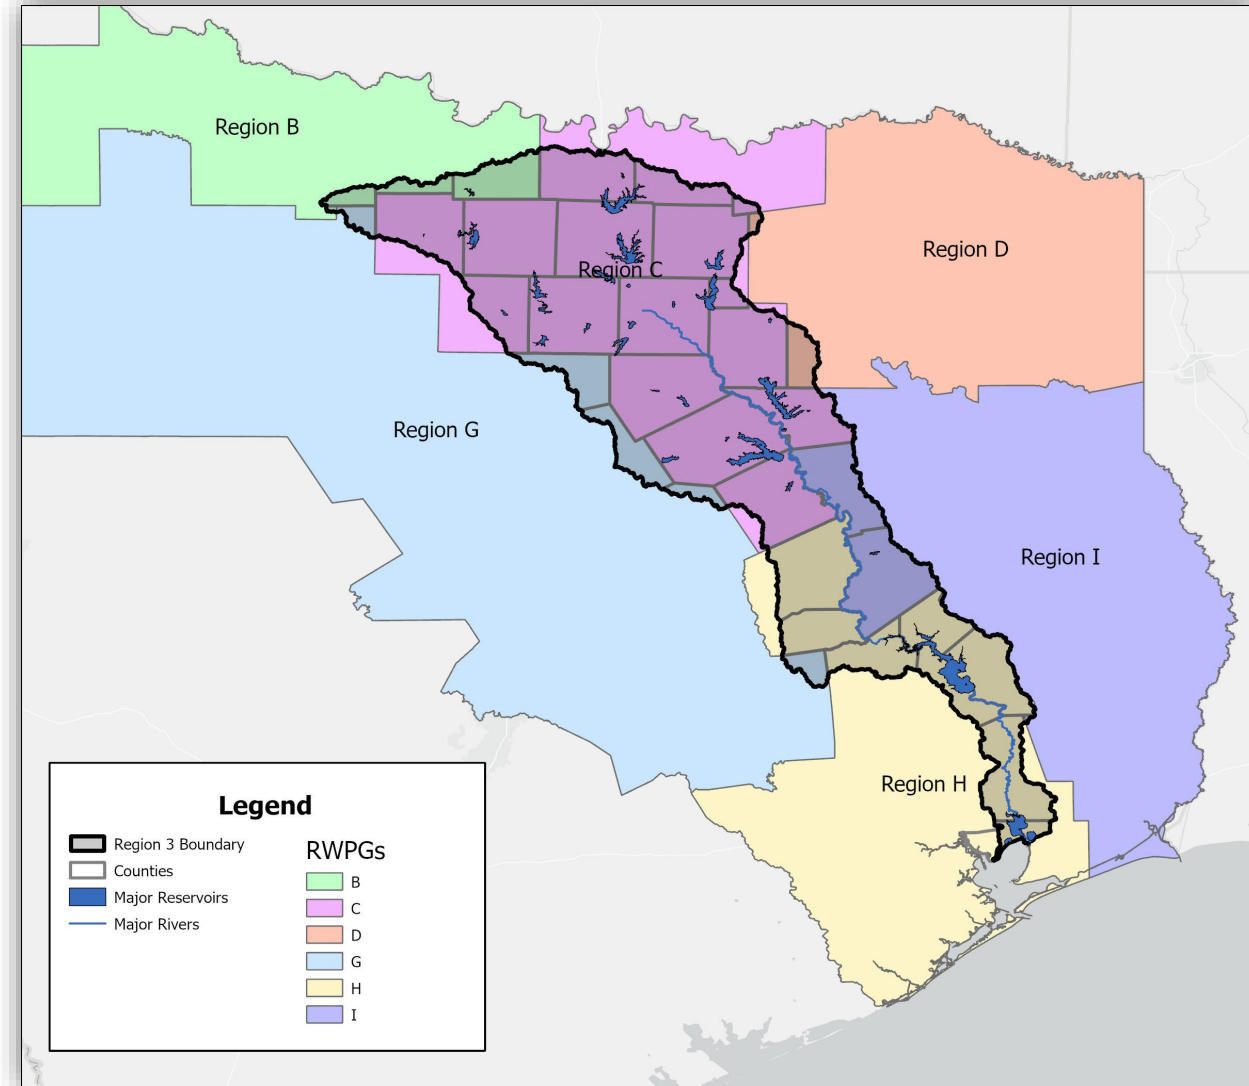 Region B
Region D
Region C
Region G
Region I
Region H
Legend
Region 3 Boundary
Counties
Major Reservoirs
Major Rivers
RWPGs
B
C
D
G
H
I